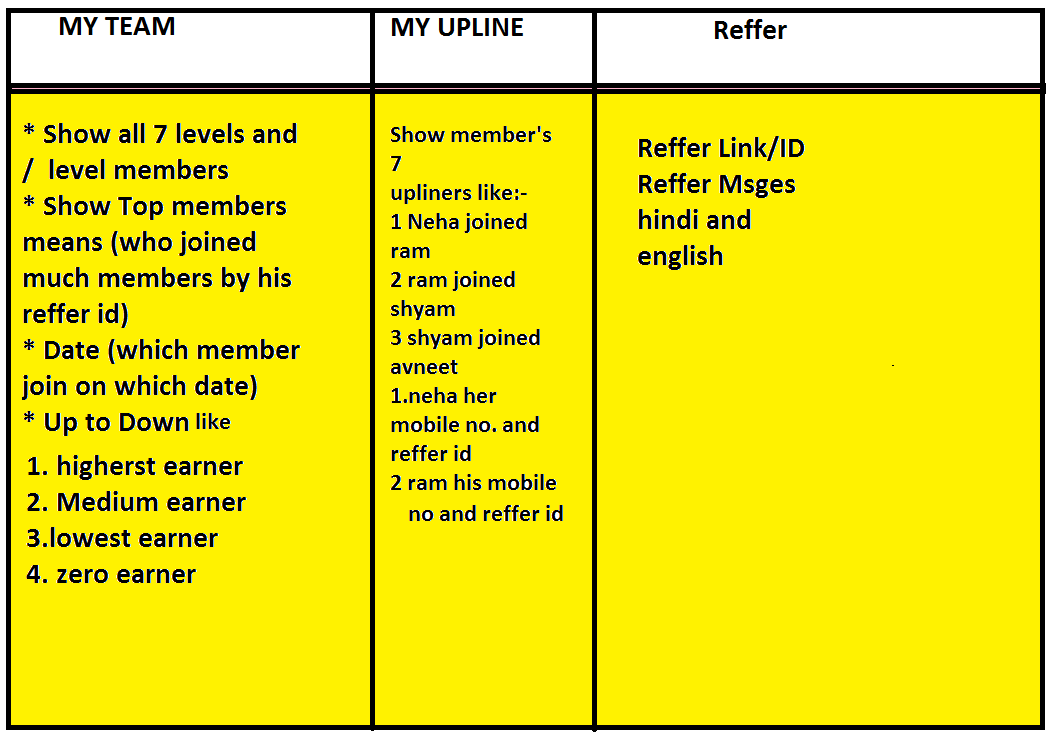 MY TEAM
MY UPLINE
Reffer
* Show all 7 levels and
/ level members
* Show Top members
means (who joined
much members by his
reffer id)
* Date (which member
join on which date)
* Up to Down like
1. higherst earner
2. Medium earner
3.lowest earner
4. zero earner
Show member's
7
upliners like:-
1 Neha joined
ram
2 ram joined
shyam
3 shyam joined
avneet
1.neha her
mobile no. and
reffer id
2 ram his mobile
no and reffer id
Reffer Link/ID
Reffer Msges
hindi and
english